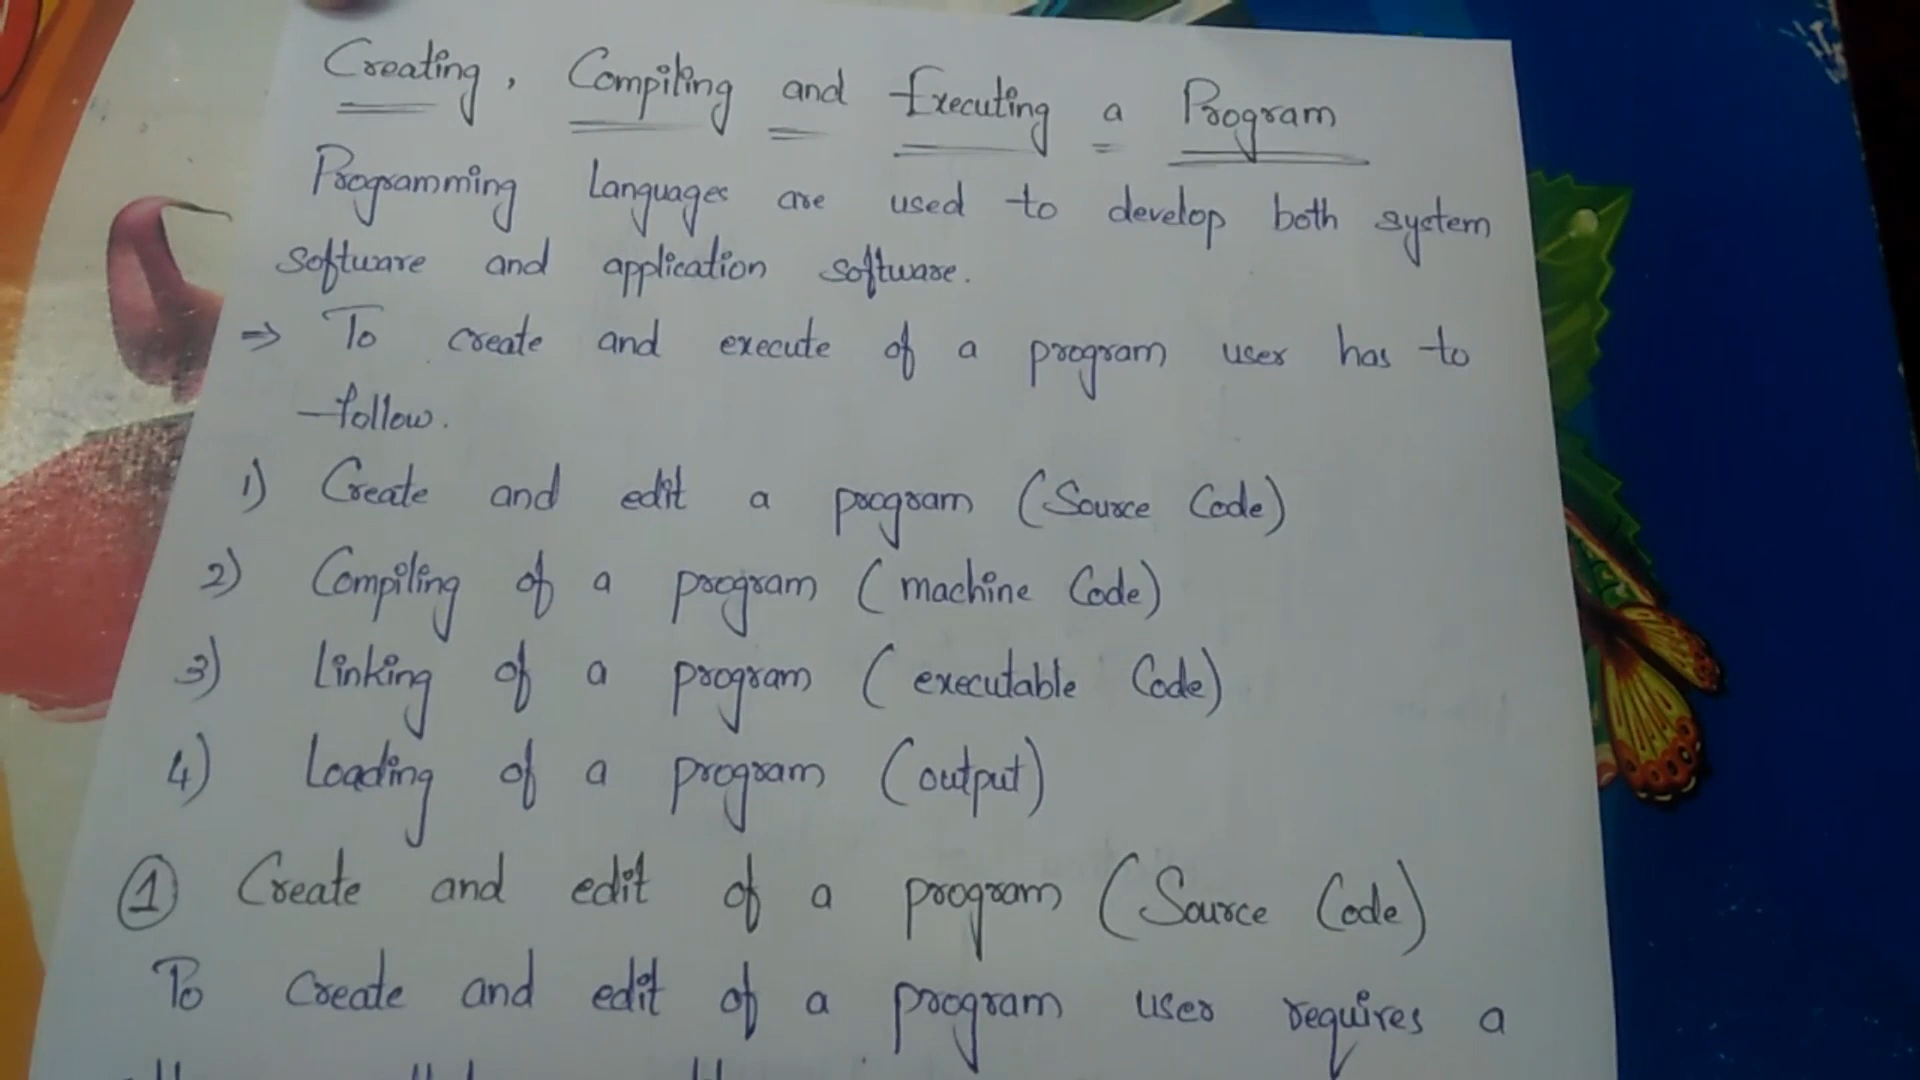 Creating, Compiling and Executing a Program
Programming Languages are used to develop both system
software and application software.
⇒ To create and execute of a program user has to
follow.
1) Create and edit a program (Source Code)
2) Compiling of a program (machine Code)
3) Linking of a program (executable Code)
4) Loading of a program (output)
① Create and edit of a program (Source Code)
To create and edit of a program user requires a